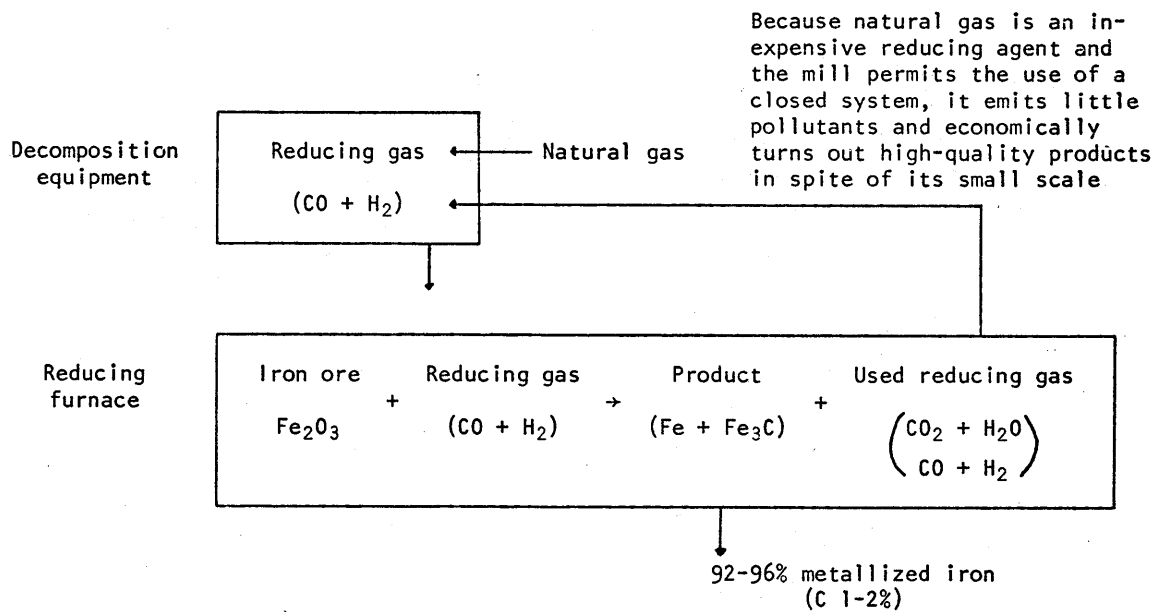 Because natural gas is an in-
expensive reducing agent and
the mill permits the use of a
closed system, it emits little
pollutants and economically
turns out high-quality products
in spite of its small scale
Decomposition
equipment
Reducing gas
(CO + H₂)
Natural gas
Reducing
furnace
Iron ore
Fe₂O₃
+
Reducing gas
(CO + H₂)
→
Product
(Fe + Fe₃C)
+
Used reducing gas
(CO₂ + H₂O
CO + H₂)
92-96% metallized iron
(C 1-2%)